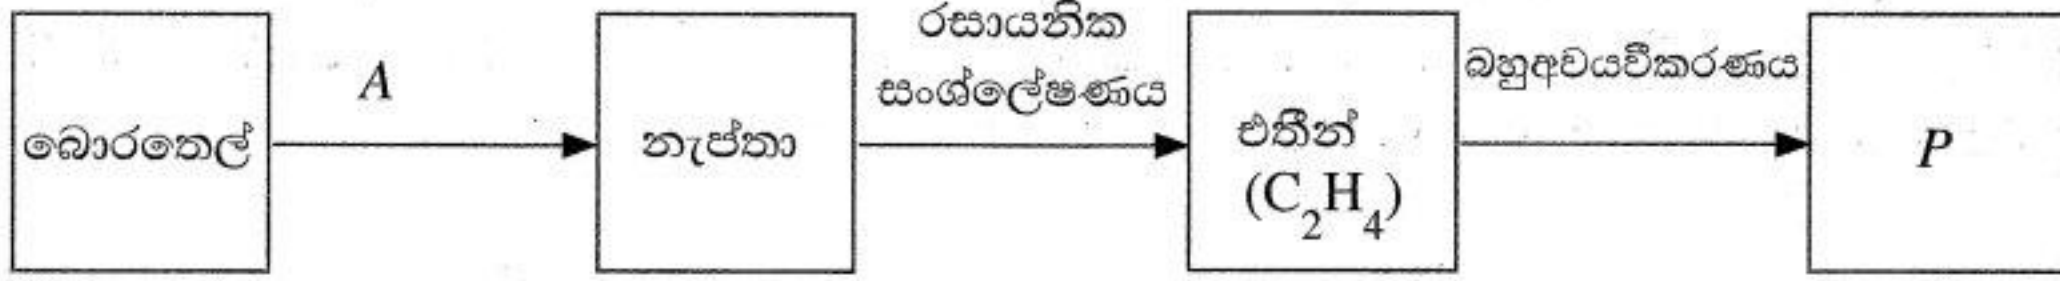 බොරතෙල්
A
නැප්තා
රසායනික
සංශ්ලේෂණය
එතීන්
(C₂H₄)
බහුඅවයවීකරණය
P